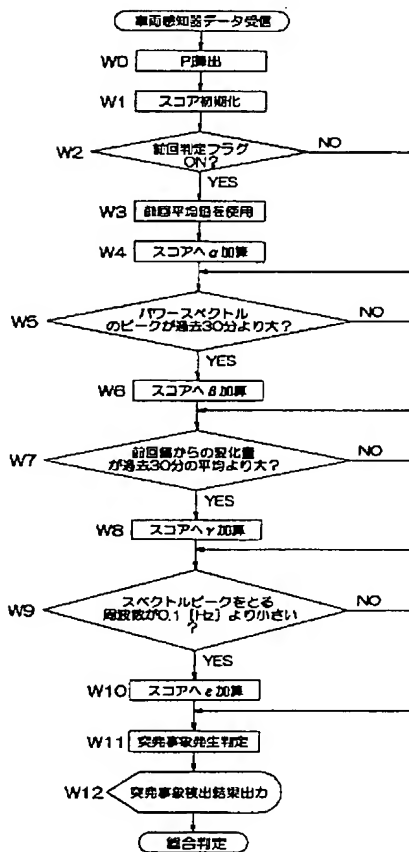 車両感知器データ受信
W0
P算出
W1
スコア初期化
W2
前回判定フラグ
ON?
NO
YES
W3
前回平均値を使用
W4
スコアへα加算
W5
パワースペクトル
のピークが過去30分より大?
NO
YES
W6
スコアへβ加算
W7
前回値からの変化量
が過去30分の平均より大?
NO
YES
W8
スコアへγ加算
W9
スペクトルピークをとる
周波数が0.1 [Hz] より小さい
?
NO
YES
W10
スコアへε加算
W11
突発事象発生判定
W12
突発事象検出結果出力
総合判定